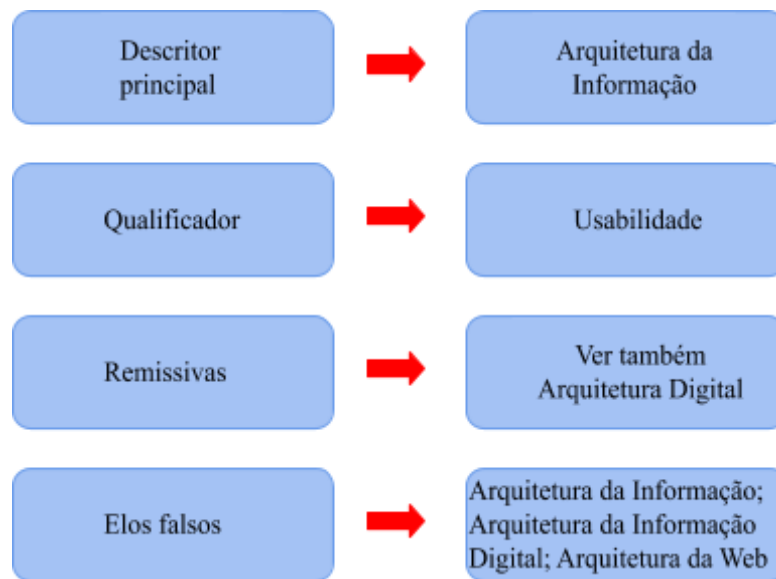 Descritor
principal
Arquitetura da
Informação
Qualificador
Usabilidade
Remissivas
Ver também
Arquitetura Digital
Elos falsos
Arquitetura da Informação;
Arquitetura da Informação
Digital; Arquitetura da Web